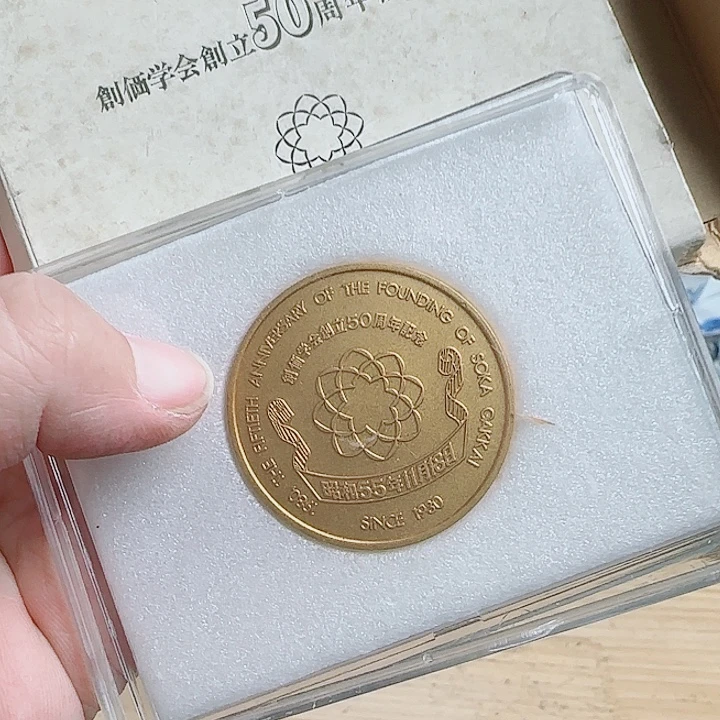 創価学会創立50周年
THE FIFTIETH ANNIVERSARY OF THE FOUNDING OF SOKA GAKKAI
創価学会創立50周年記念
昭和55年11月18日
SINCE 1930